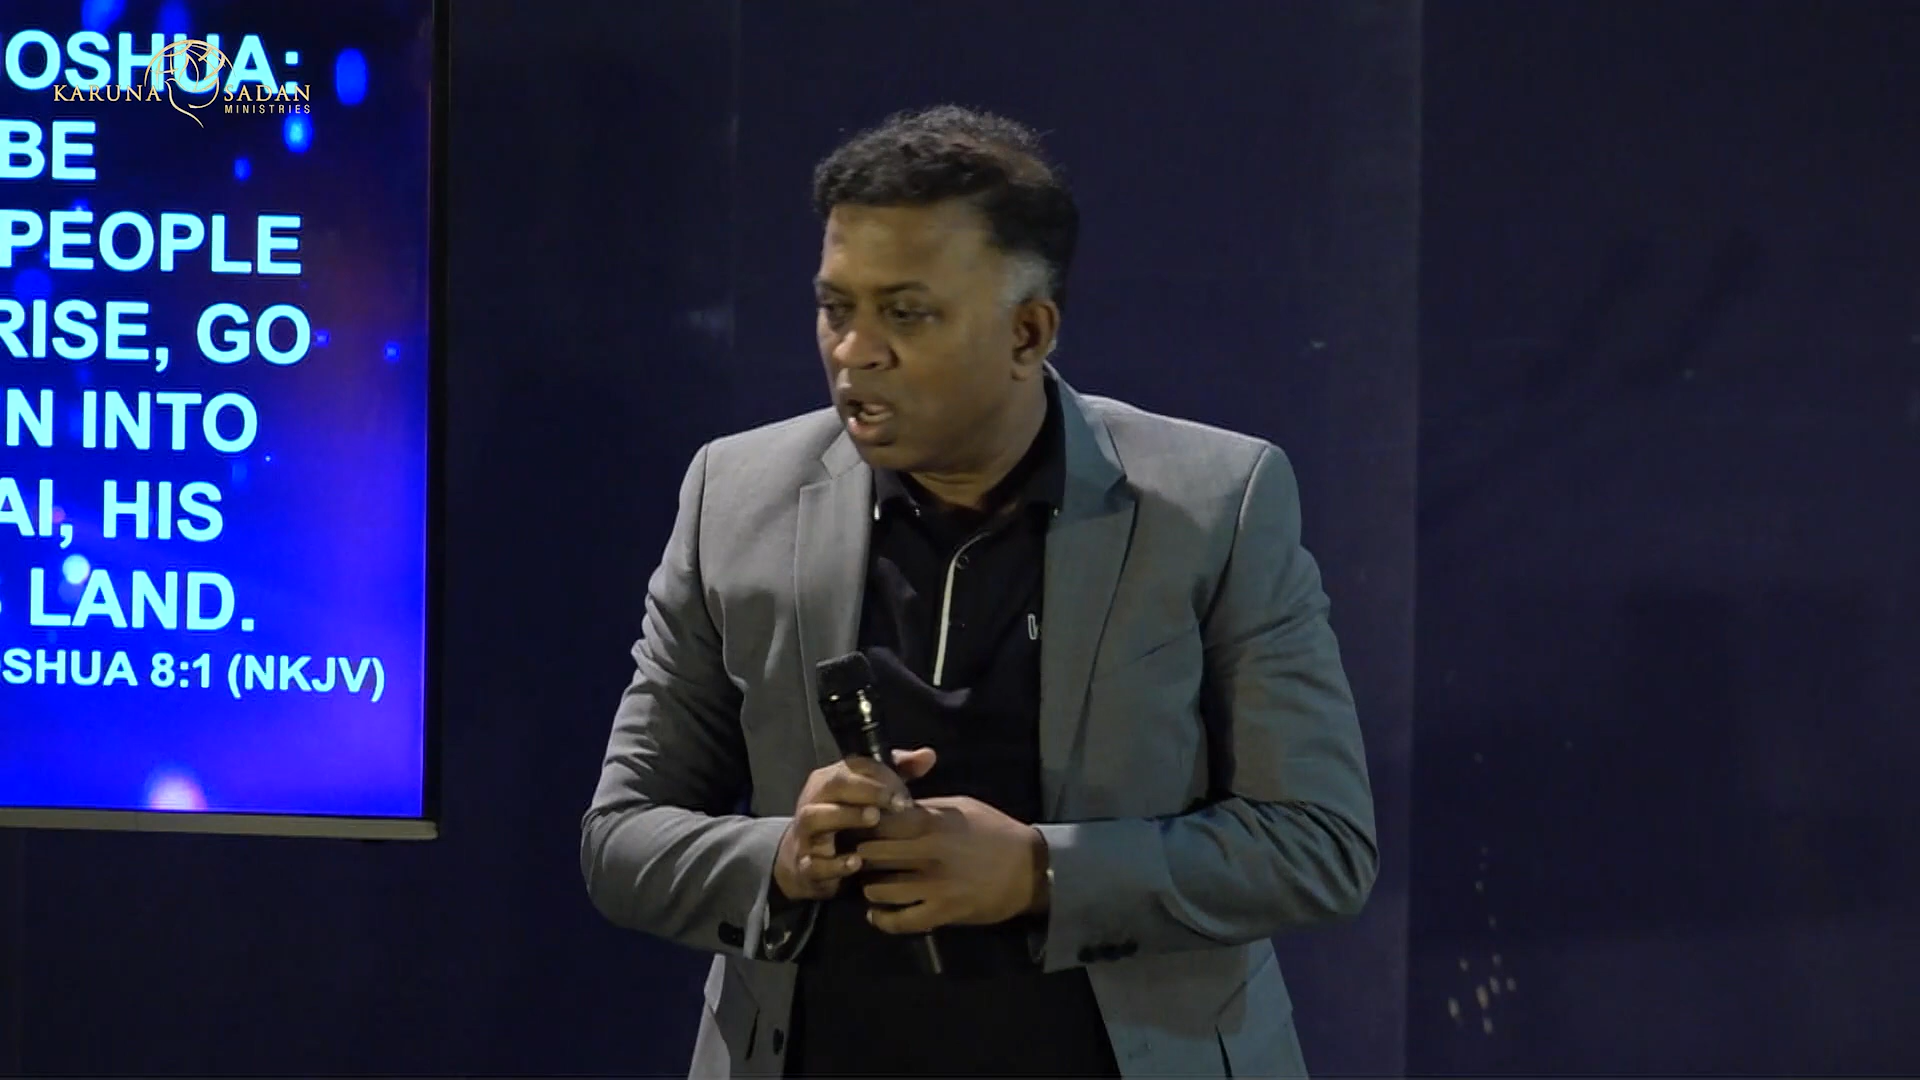 OSHUA:
KARUNA SADAN
MINISTRIES
BE
PEOPLE
RISE, GO
N INTO
AI, HIS
LAND.
OSHUA 8:1 (NKJV)